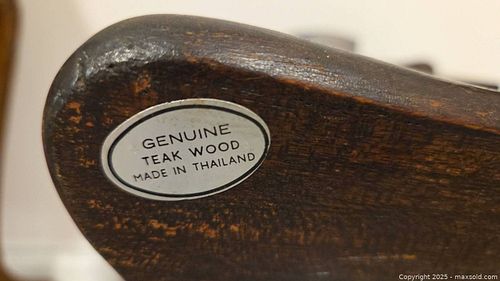 GENUINE
TEAK WOOD
MADE IN THAILAND
Copyright 2025 - maxsold.com